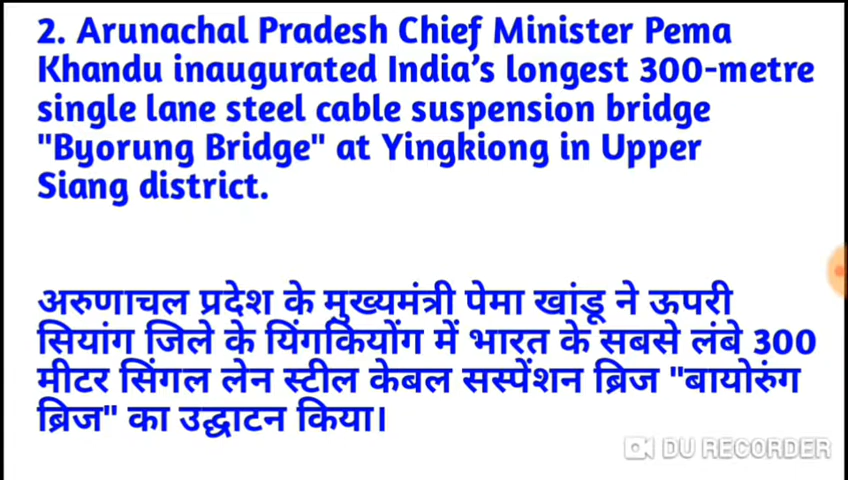 2. Arunachal Pradesh Chief Minister Pema
Khandu inaugurated India's longest 300-metre
single lane steel cable suspension bridge
"Byorung Bridge" at Yingkiong in Upper
Siang district.
अरुणाचल प्रदेश के मुख्यमंत्री पेमा खांडू ने ऊपरी
सियांग जिले के यिंगकियोंग में भारत के सबसे लंबे 300
मीटर सिंगल लेन स्टील केबल सस्पेंशन ब्रिज "बायोरुंग
ब्रिज" का उद्घाटन किया।
DU RECORDER